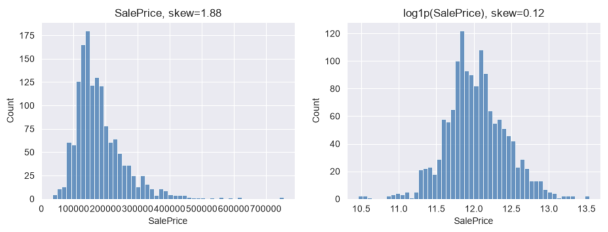 SalePrice, skew=1.88
175
150
125
100
75
50
25
0
Count
0 100000 200000 300000 400000 500000 600000 700000
SalePrice
log1p(SalePrice), skew=0.12
120
100
80
60
40
20
0
Count
10.5 11.0 11.5 12.0 12.5 13.0 13.5
SalePrice